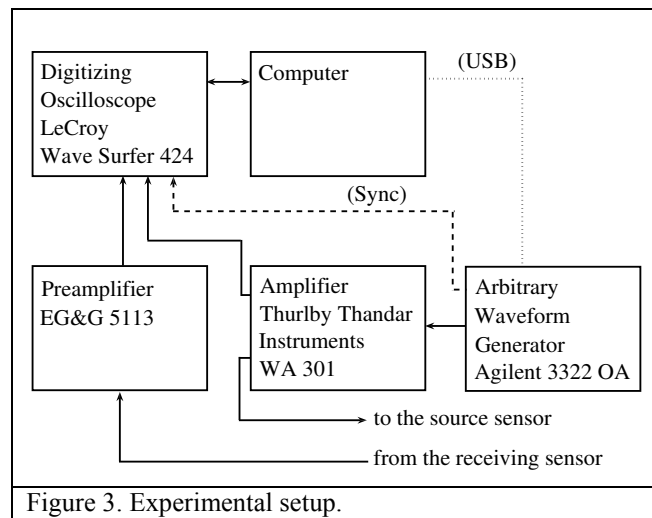 Digitizing
Oscilloscope
LeCroy
Wave Surfer 424
Computer
(USB)
(Sync)
Preamplifier
EG&G 5113
Amplifier
Thurlby Thandar
Instruments
WA 301
Arbitrary
Waveform
Generator
Agilent 3322 OA
to the source sensor
from the receiving sensor
Figure 3. Experimental setup.